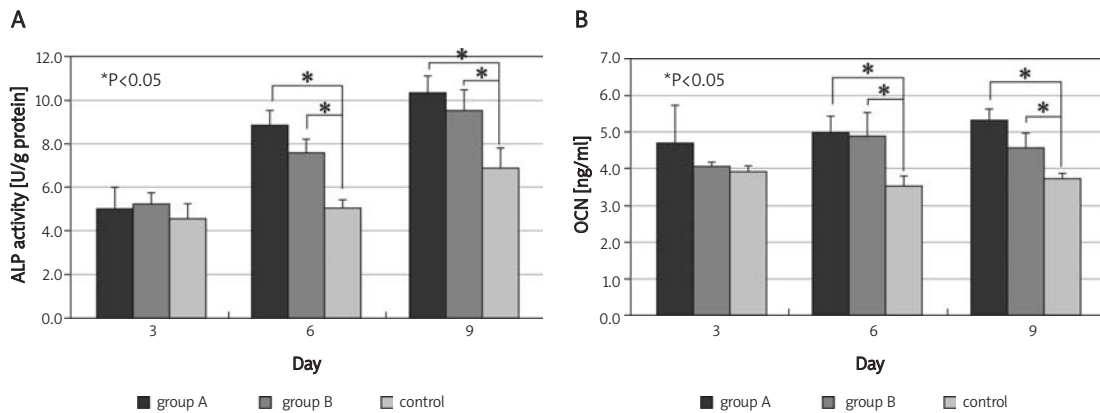 A
ALP activity [U/g protein]
12.0
10.0
8.0
6.0
4.0
2.0
0.0
*P<0.05
*
*
*
*
3
6
9
Day
group A
group B
control
B
OCN [ng/ml]
7.0
6.0
5.0
4.0
3.0
2.0
1.0
0.0
*P<0.05
*
*
*
*
3
6
9
Day
group A
group B
control